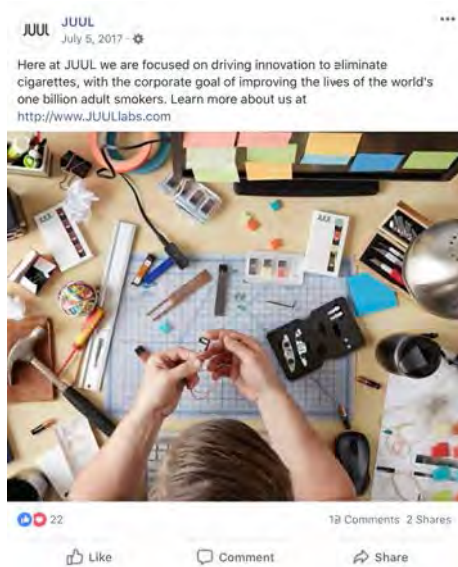 JUUL
JUUL
July 5, 2017
Here at JUUL we are focused on driving innovation to eliminate
cigarettes, with the corporate goal of improving the lives of the world's
one billion adult smokers. Learn more about us at
http://www.JUULlabs.com
JUUL
JUUL
22
Comments 2 Shares
Like
Comment
Share